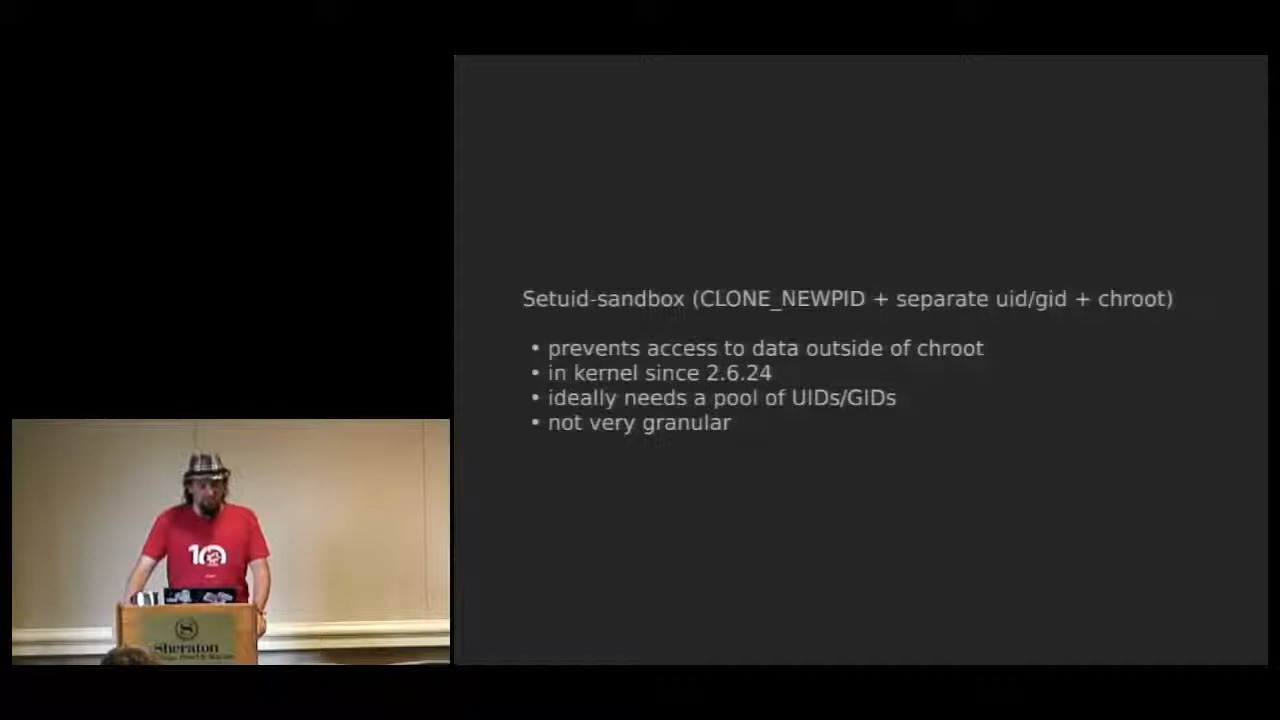 Setuid-sandbox (CLONE_NEWPID + separate uid/gid + chroot)
• prevents access to data outside of chroot
• in kernel since 2.6.24
• ideally needs a pool of UIDs/GIDs
• not very granular
10
S
Sheraton